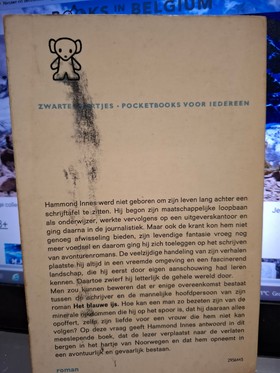 BOOKS IN BELGIUM
ZWARTE BEERTJES - POCKETBOOKS VOOR IEDEREEN
Hammond Innes werd niet geboren om zijn leven lang achter een
schrijftafel te zitten. Hij begon zijn maatschappelijke loopbaan
als onderwijzer, werkte vervolgens op een uitgeverskantoor en
ging daarna in de journalistiek. Maar ook de krant kon hem niet
genoeg afwisseling bieden, zijn levendige fantasie vroeg nog
meer voedsel en daarom ging hij zich toeleggen op het schrijven
van avonturenromans. De veelzijdige handeling van zijn verhalen
plaatste hij altijd in een vreemde omgeving en een fascinerend
landschap, die hij eerst door eigen aanschouwing had leren
kennen. Daartoe zwierf hij letterlijk de gehele wereld door.
Men zou kunnen beweren dat er enige overeenkomst bestaat
tussen de schrijver en de mannelijke hoofdpersoon van zijn
roman Het blauwe ijs. Hoe kan een man zo bezeten zijn van de
minerale rijkdommen die hij op het spoor is, dat hij daaraan alles
opoffert, zelfs zijn liefde voor een vrouw die hem niet kan
volgen? Op deze vraag geeft Hammond Innes antwoord in dit
meeslepende boek, dat de lezer verplaatst naar de verlaten
bergen in het hartje van Noorwegen en dat hem opneemt in
een avontuurlijk en gevaarlijk bestaan.
roman